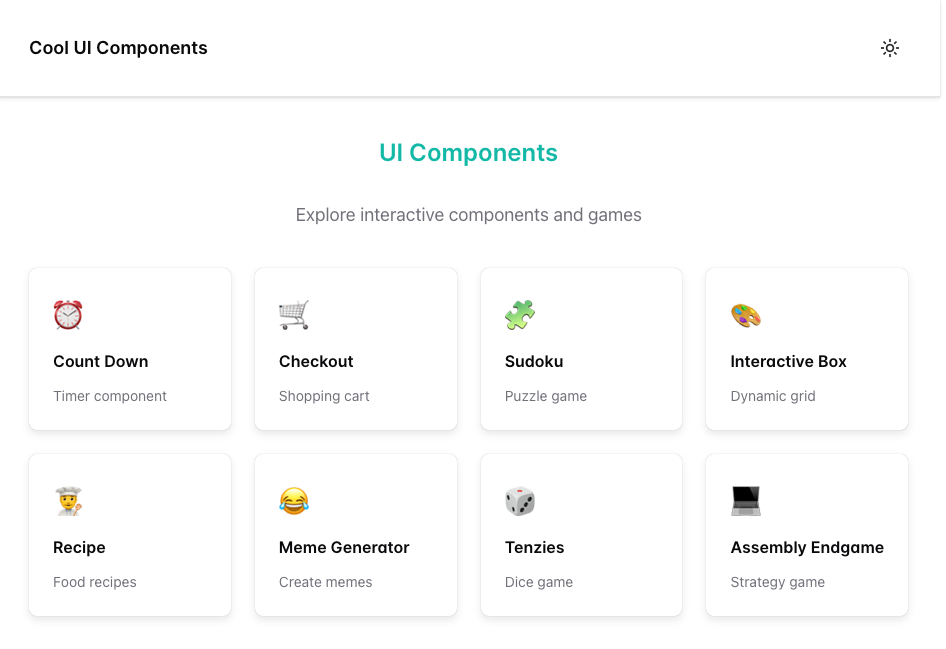 Cool UI Components
UI Components
Explore interactive components and games
Count Down
Timer component
Checkout
Shopping cart
Sudoku
Puzzle game
Interactive Box
Dynamic grid
Recipe
Food recipes
Meme Generator
Create memes
Tenzies
Dice game
Assembly Endgame
Strategy game